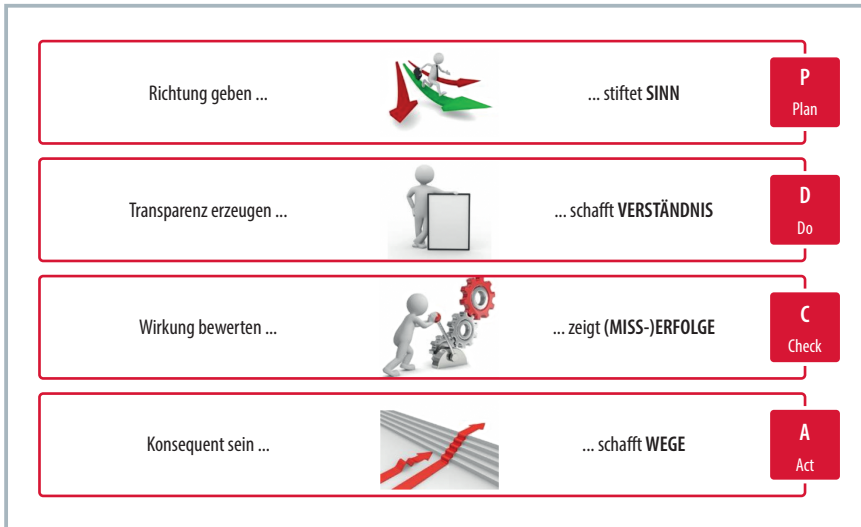 Richtung geben ... ... stiftet SINN
P
Plan
Transparenz erzeugen ... ... schafft VERSTÄNDNIS
D
Do
Wirkung bewerten ... ... zeigt (MISS-)ERFOLGE
C
Check
Konsequent sein ... ... schafft WEGE
A
Act